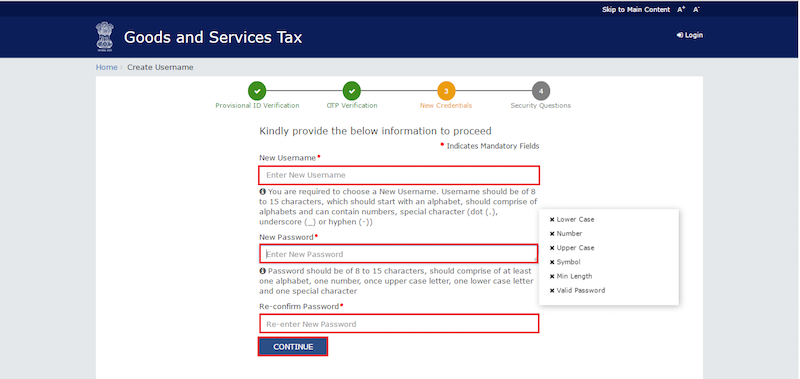 Skip to Main Content A+ A-
Goods and Services Tax
Login
Home › Create Username
3 4
Provisional ID Verification OTP Verification New Credentials Security Questions
Kindly provide the below information to proceed
• Indicates Mandatory Fields
New Username•
Enter New Username
You are required to choose a New Username. Username should be of 8
to 15 characters, which should start with an alphabet, should comprise of
alphabets and can contain numbers, special character (dot (.),
underscore (_) or hyphen (-))
New Password•
Enter New Password
Password should be of 8 to 15 characters, should comprise of at least
one alphabet, one number, once upper case letter, one lower case letter
and one special character
Lower Case
Number
Upper Case
Symbol
Min Length
Valid Password
Re-confirm Password•
Re-enter New Password
CONTINUE